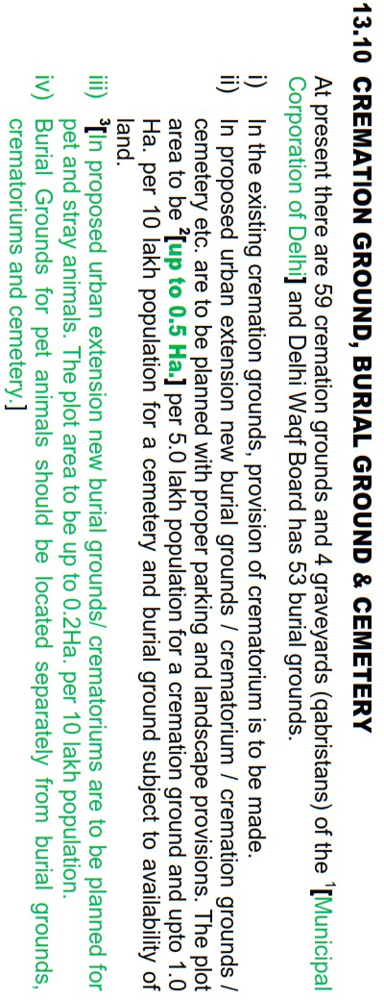 13.10 CREMATION GROUND, BURIAL GROUND & CEMETERY
At present there are 59 cremation grounds and 4 graveyards (qabristans) of the ¹[Municipal
Corporation of Delhi] and Delhi Waqf Board has 53 burial grounds.
i) In the existing cremation grounds, provision of crematorium is to be made.
ii) In proposed urban extension new burial grounds / crematorium / cremation grounds /
cemetery etc. are to be planned with proper parking and landscape provisions. The plot
area to be ²[up to 0.5 Ha.] per 5.0 lakh population for a cremation ground and upto 1.0
Ha. per 10 lakh population for a cemetery and burial ground subject to availability of
land.
iii) ³[In proposed urban extension new burial grounds/ crematoriums are to be planned for
pet and stray animals. The plot area to be up to 0.2Ha. per 10 lakh population.
iv) Burial Grounds for pet animals should be located separately from burial grounds,
crematoriums and cemetery.]